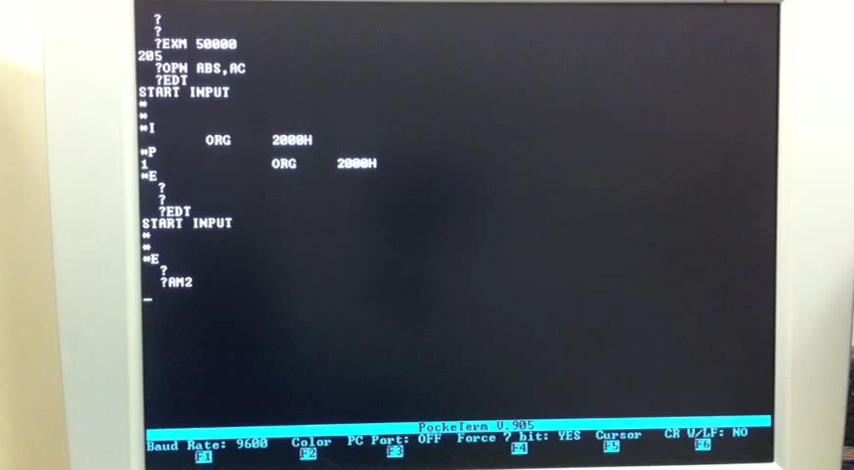 ?
?
?EXM 50000
205
?OPN ABS,AC
?EDT
START INPUT
*
*
*I
ORG 2000H
*P
1 ORG 2000H
*E
?
?
?EDT
START INPUT
*
*
*E
?
?AM2
_
PockeTerm V.905
Baud Rate: 9600 Color PC Port: OFF Force 7 bit: YES Cursor CR W/LF: NO
F1 F2 F3 F4 F5 F6